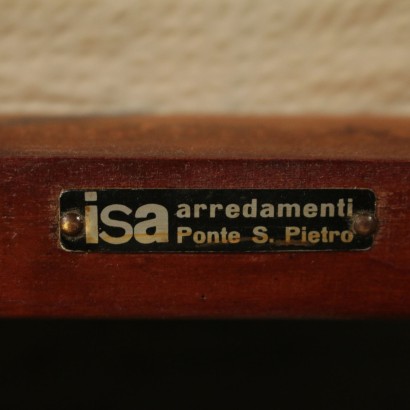 isa arredamenti
Ponte S. Pietro